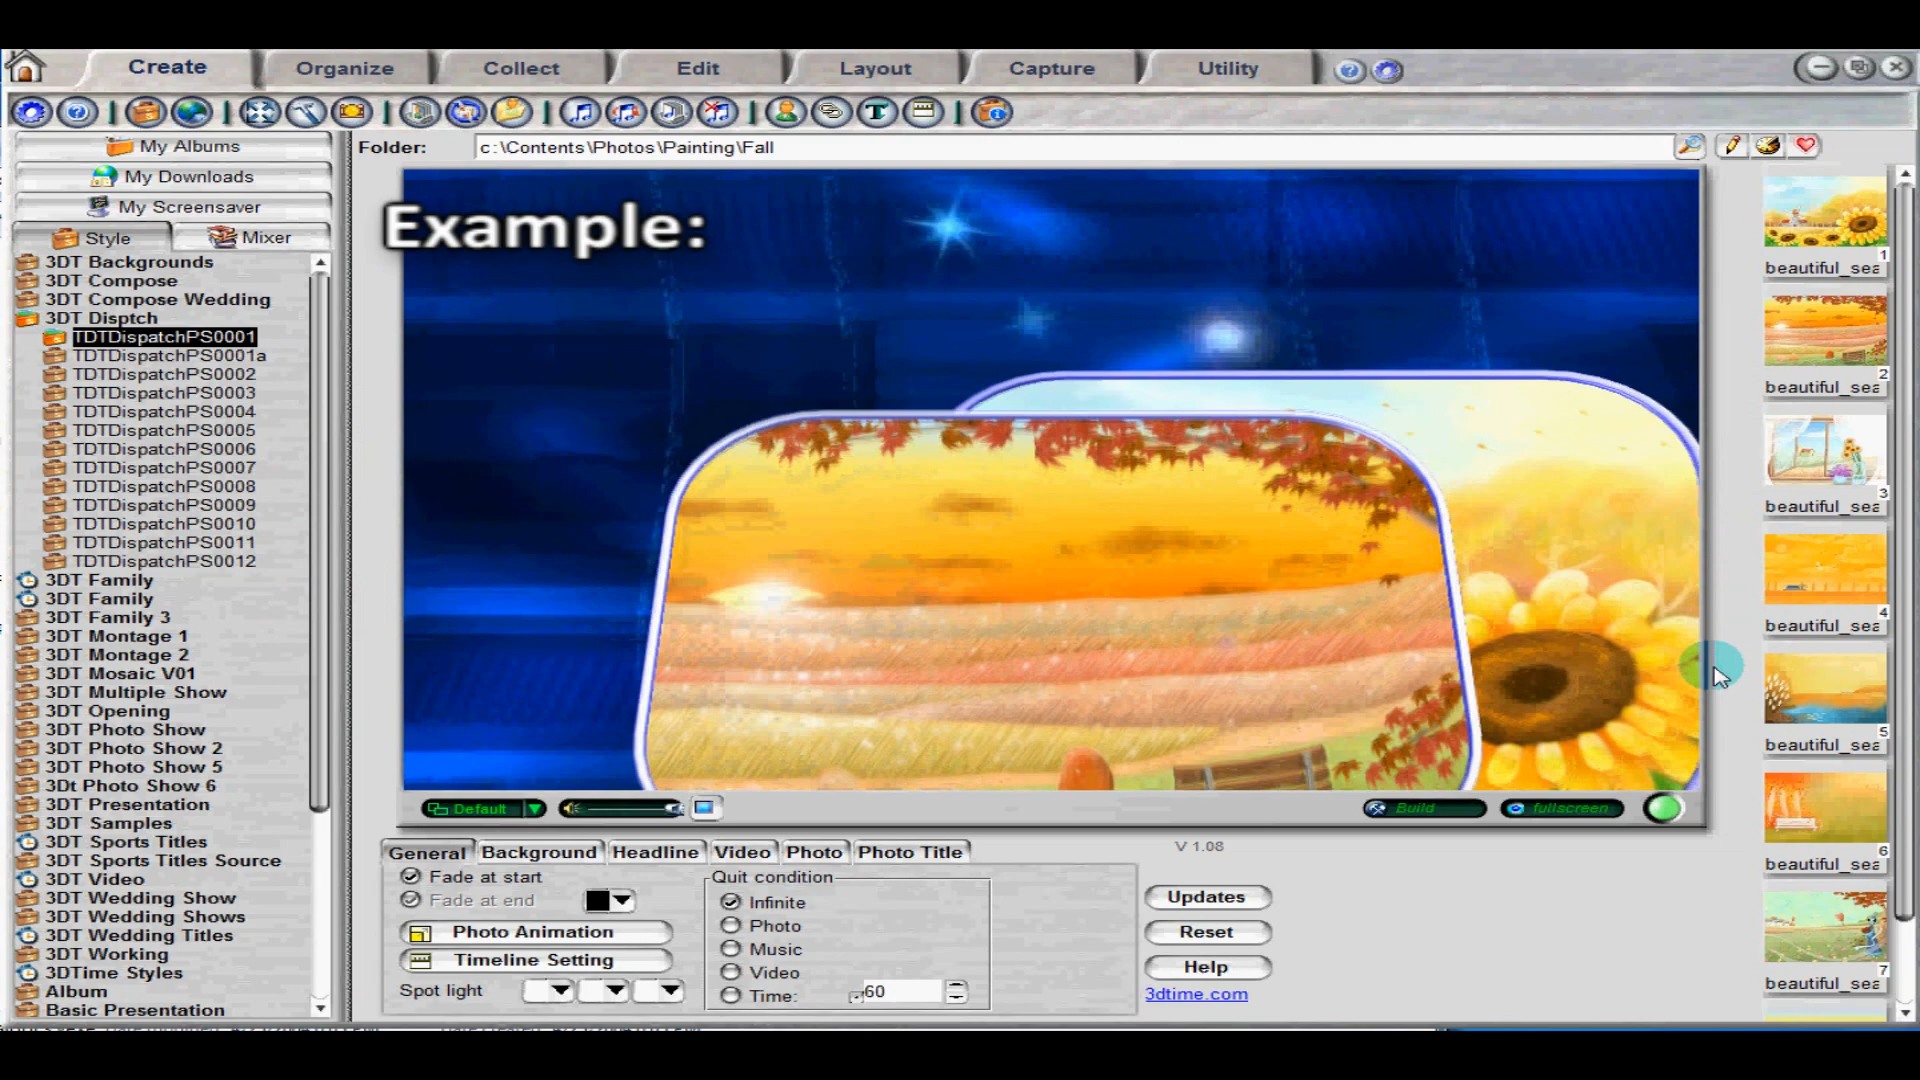 Create Organize Collect Edit Layout Capture Utility
My Albums
My Downloads
My Screensaver
Style Mixer
Folder: c:\Contents\Photos\Painting\Fall
Example:
3DT Backgrounds
3DT Compose
3DT Compose Wedding
3DT Disptch
TDTDispatchPS0001
TDTDispatchPS0001a
TDTDispatchPS0002
TDTDispatchPS0003
TDTDispatchPS0004
TDTDispatchPS0005
TDTDispatchPS0006
TDTDispatchPS0007
TDTDispatchPS0008
TDTDispatchPS0009
TDTDispatchPS0010
TDTDispatchPS0011
TDTDispatchPS0012
3DT Family
3DT Family
3DT Family 3
3DT Montage 1
3DT Montage 2
3DT Mosaic V01
3DT Multiple Show
3DT Opening
3DT Photo Show
3DT Photo Show 2
3DT Photo Show 5
3Dt Photo Show 6
3DT Presentation
3DT Samples
3DT Sports Titles
3DT Sports Titles Source
3DT Video
3DT Wedding Show
3DT Wedding Shows
3DT Wedding Titles
3DT Working
3DTime Styles
Album
Basic Presentation
1
beautiful_sea
2
beautiful_sea
3
beautiful_sea
4
beautiful_sea
5
beautiful_sea
6
beautiful_sea
7
beautiful_sea
Default Build fullscreen
General Background Headline Video Photo Photo Title
V 1.08
Fade at start
Fade at end
Photo Animation
Timeline Setting
Spot light
Quit condition
Infinite
Photo
Music
Video
Time: 60
Updates
Reset
Help
3dtime.com